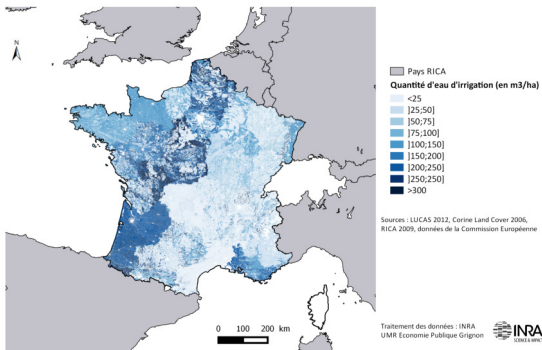 N
Pays RICA
Quantité d'eau d'irrigation (en m3/ha)
<25
]25;50]
]50;75]
]75;100]
]100;150]
]150;200]
]200;250]
]250;250]
>300
Sources : LUCAS 2012, Corine Land Cover 2006,
RICA 2009, données de la Commission Européenne
0 100 200 km
Traitement des données : INRA
UMR Economie Publique Grignon
INRA
SCIENCE & IMPACT